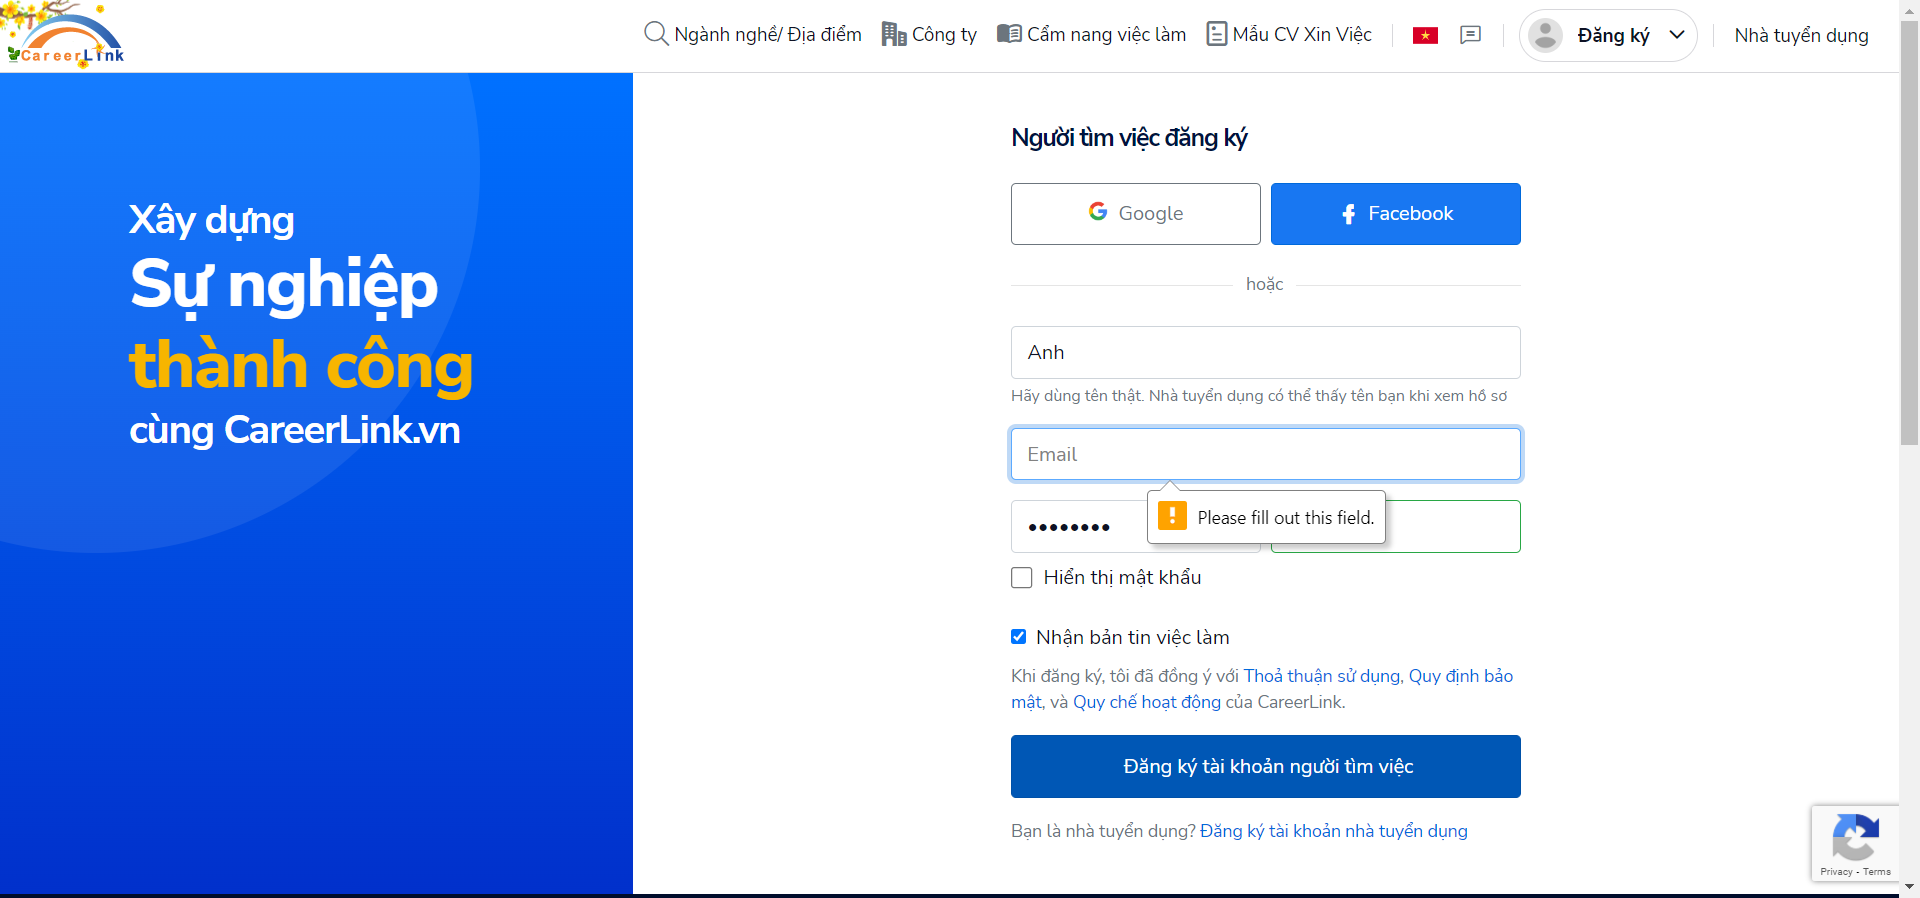 CareerLink
Ngành nghề/ Địa điểm
Công ty
Cẩm nang việc làm
Mẫu CV Xin Việc
Đăng ký
Nhà tuyển dụng
Xây dựng
Sự nghiệp
thành công
cùng CareerLink.vn
Người tìm việc đăng ký
Google
Facebook
hoặc
Anh
Hãy dùng tên thật. Nhà tuyển dụng có thể thấy tên bạn khi xem hồ sơ
Email
Please fill out this field.
••••••••
Hiển thị mật khẩu
Nhận bản tin việc làm
Khi đăng ký, tôi đã đồng ý với Thoả thuận sử dụng, Quy định bảo
mật, và Quy chế hoạt động của CareerLink.
Đăng ký tài khoản người tìm việc
Bạn là nhà tuyển dụng? Đăng ký tài khoản nhà tuyển dụng
Privacy - Terms